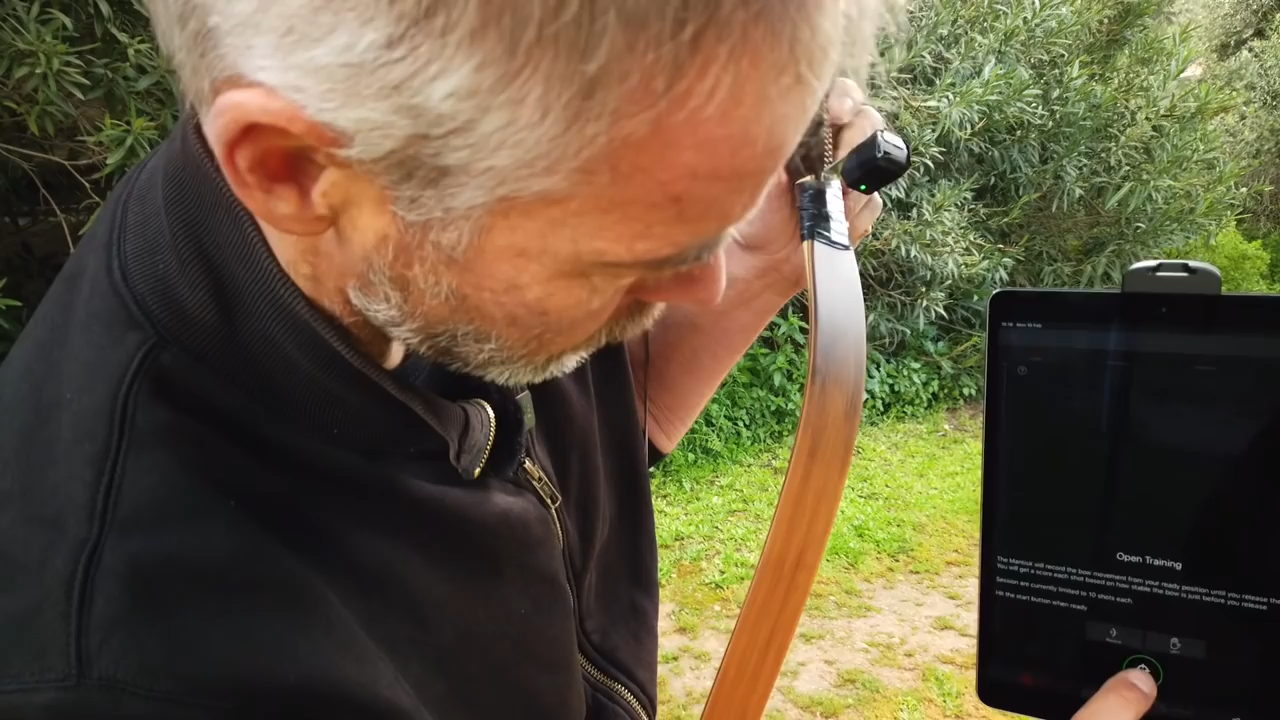 Open Training
The MantisX will record the bow movement from your ready position until you release the
You will get a score each shot based on how stable the bow is just before you release
Session are currently limited to 10 shots each
Hit the start button when ready